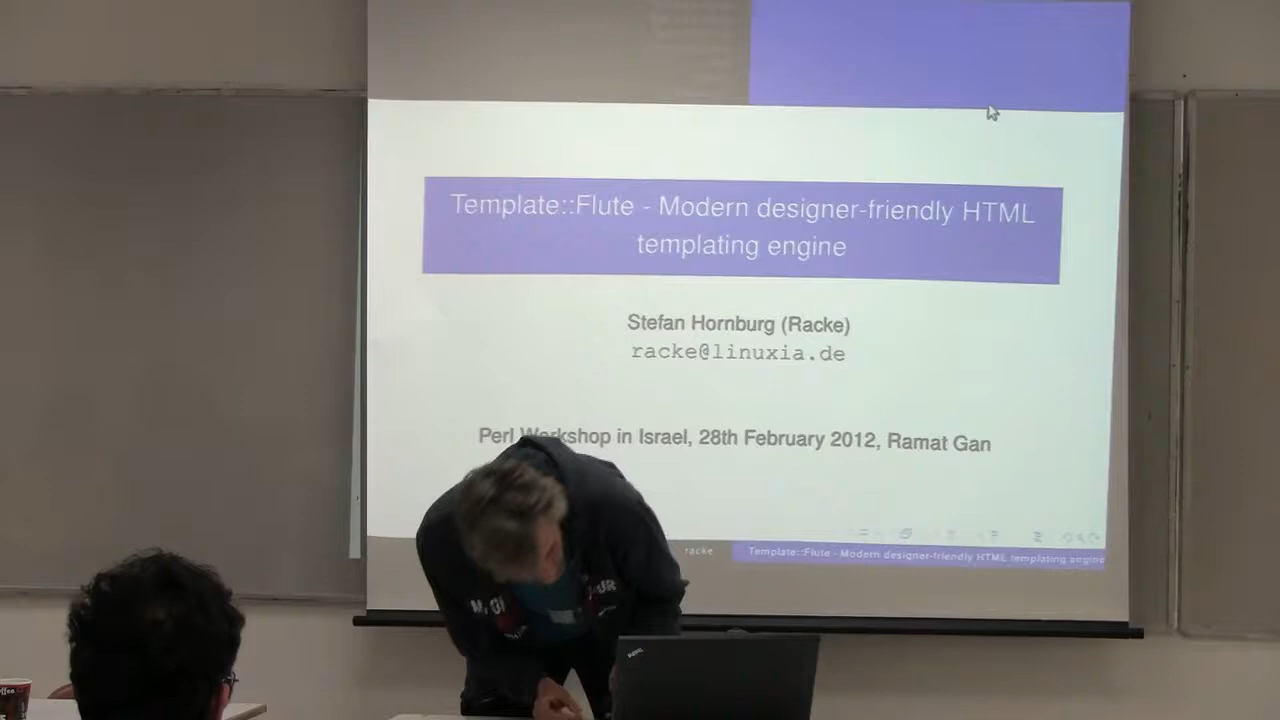 Template::Flute - Modern designer-friendly HTML
templating engine
Stefan Hornburg (Racke)
racke@linuxia.de
Perl Workshop in Israel, 28th February 2012, Ramat Gan
racke
Template::Flute - Modern designer-friendly HTML templating engine